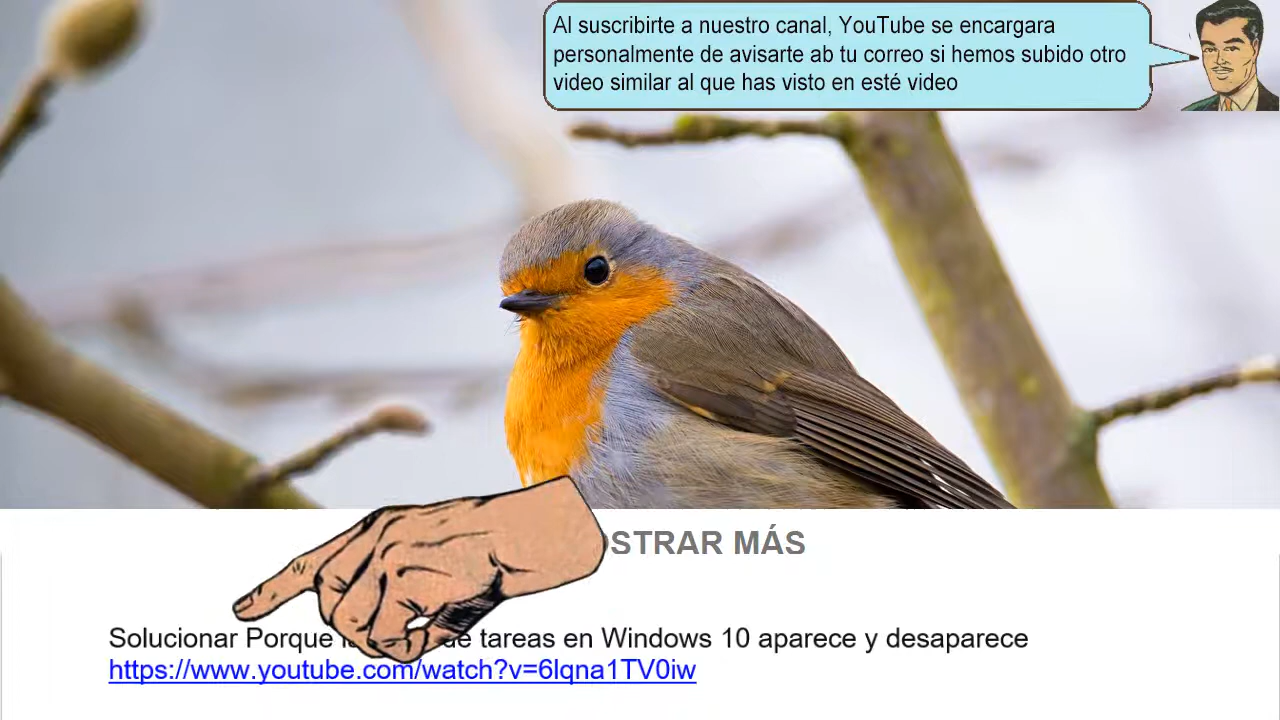 Al suscribirte a nuestro canal, YouTube se encargara
personalmente de avisarte ab tu correo si hemos subido otro
video similar al que has visto en esté video
STRAR MÁS
Solucionar Porque de tareas en Windows 10 aparece y desaparece
https://www.youtube.com/watch?v=6lqna1TV0iw